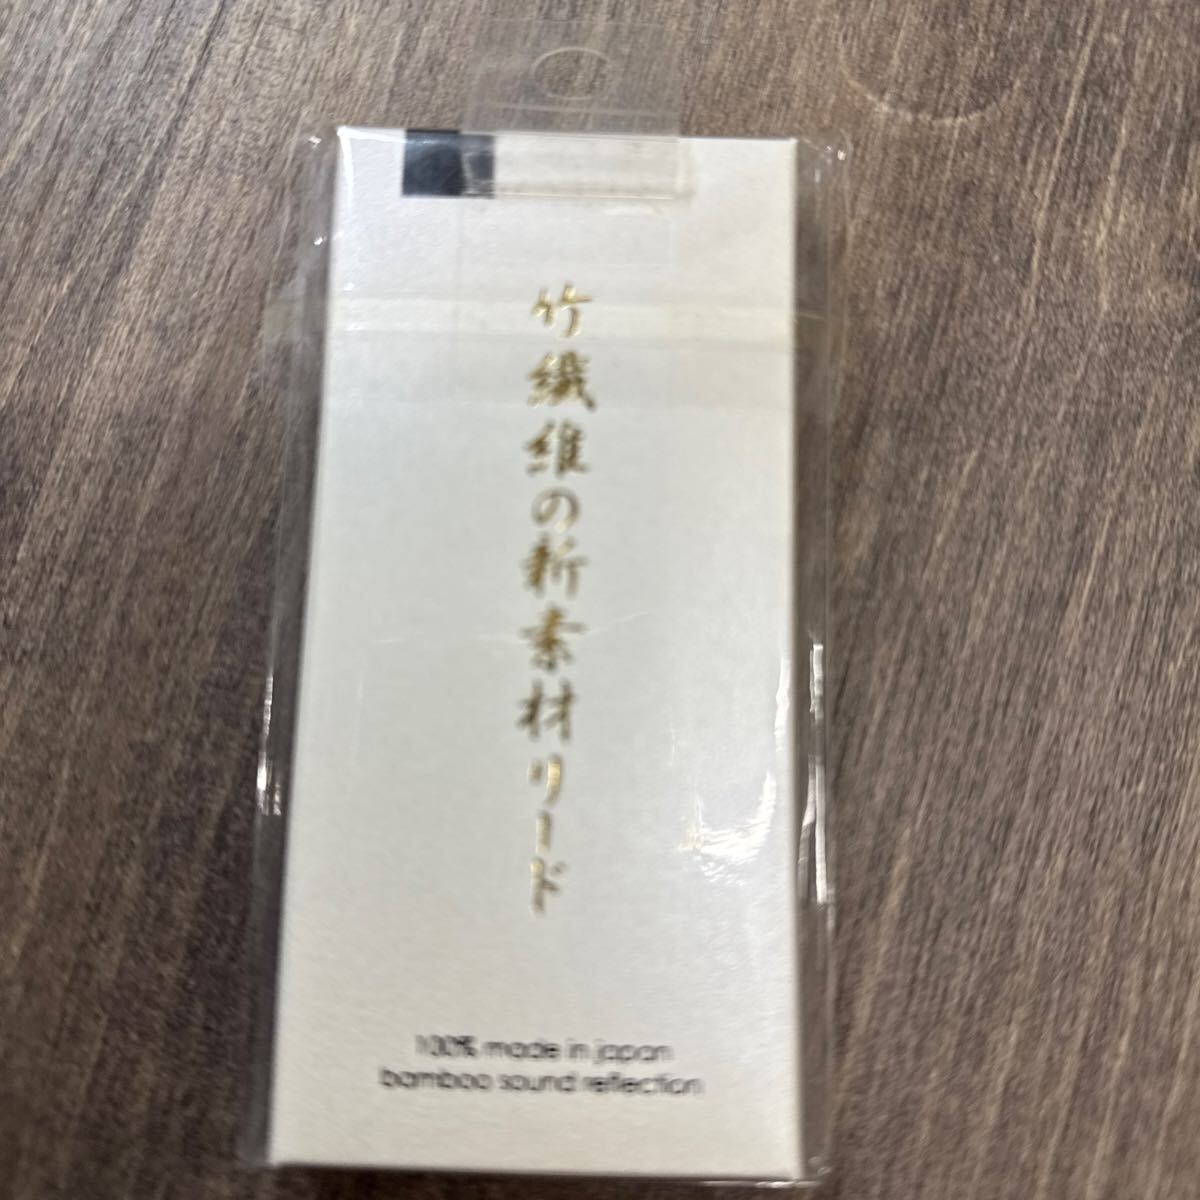 竹繊維の新素材リード
100% made in japan
bamboo sound reflection